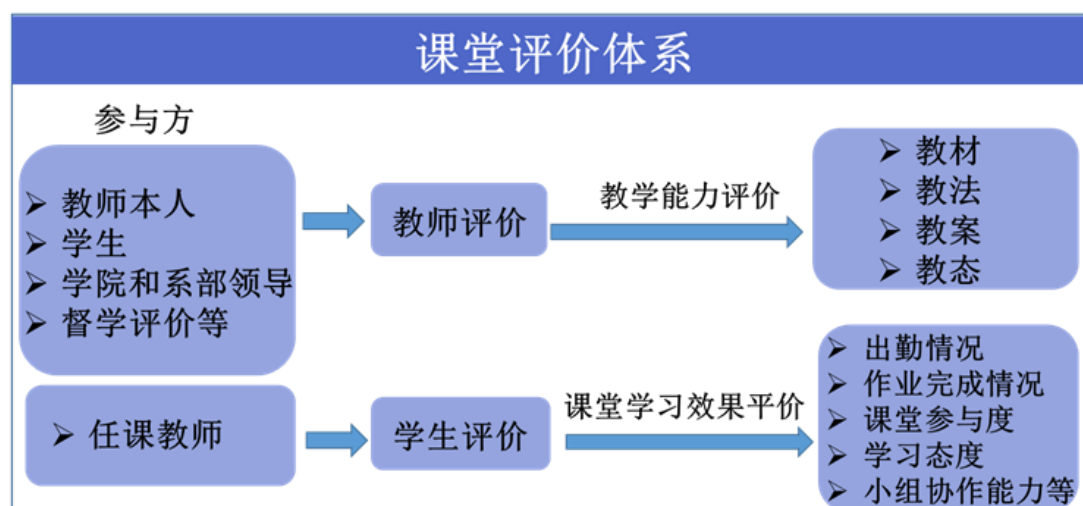 课堂评价体系
参与方
➢ 教师本人
➢ 学生
➢ 学院和系部领导
➢ 督学评价等
教师评价
教学能力评价
➢ 教材
➢ 教法
➢ 教案
➢ 教态
➢ 任课教师
学生评价
课堂学习效果平价
➢ 出勤情况
➢ 作业完成情况
➢ 课堂参与度
➢ 学习态度
➢ 小组协作能力等